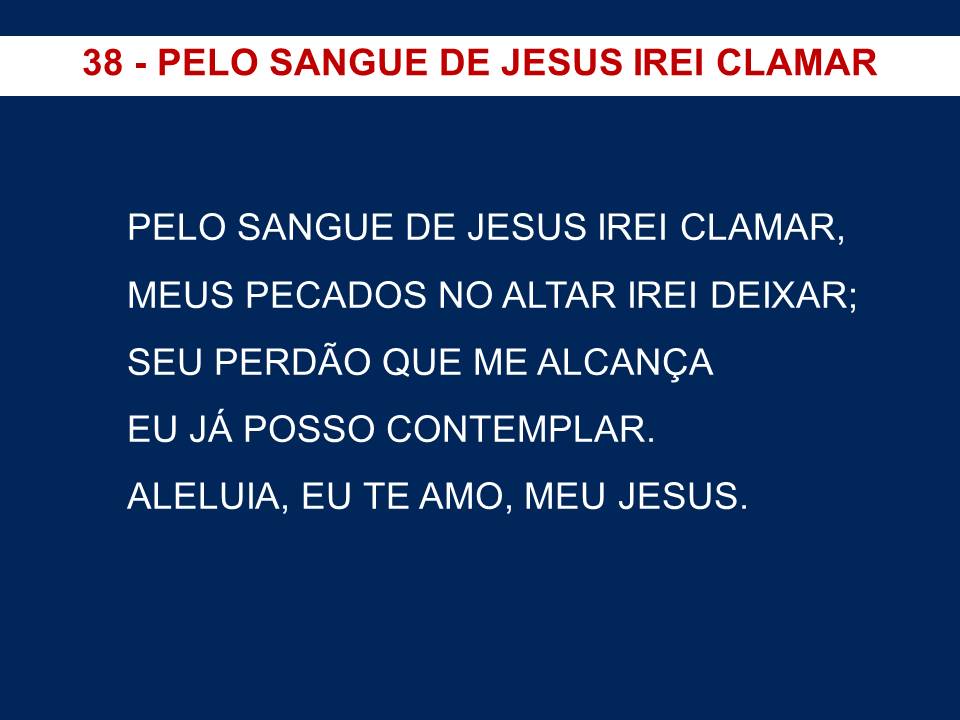 38 - PELO SANGUE DE JESUS IREI CLAMAR
PELO SANGUE DE JESUS IREI CLAMAR,
MEUS PECADOS NO ALTAR IREI DEIXAR;
SEU PERDÃO QUE ME ALCANÇA
EU JÁ POSSO CONTEMPLAR.
ALELUIA, EU TE AMO, MEU JESUS.